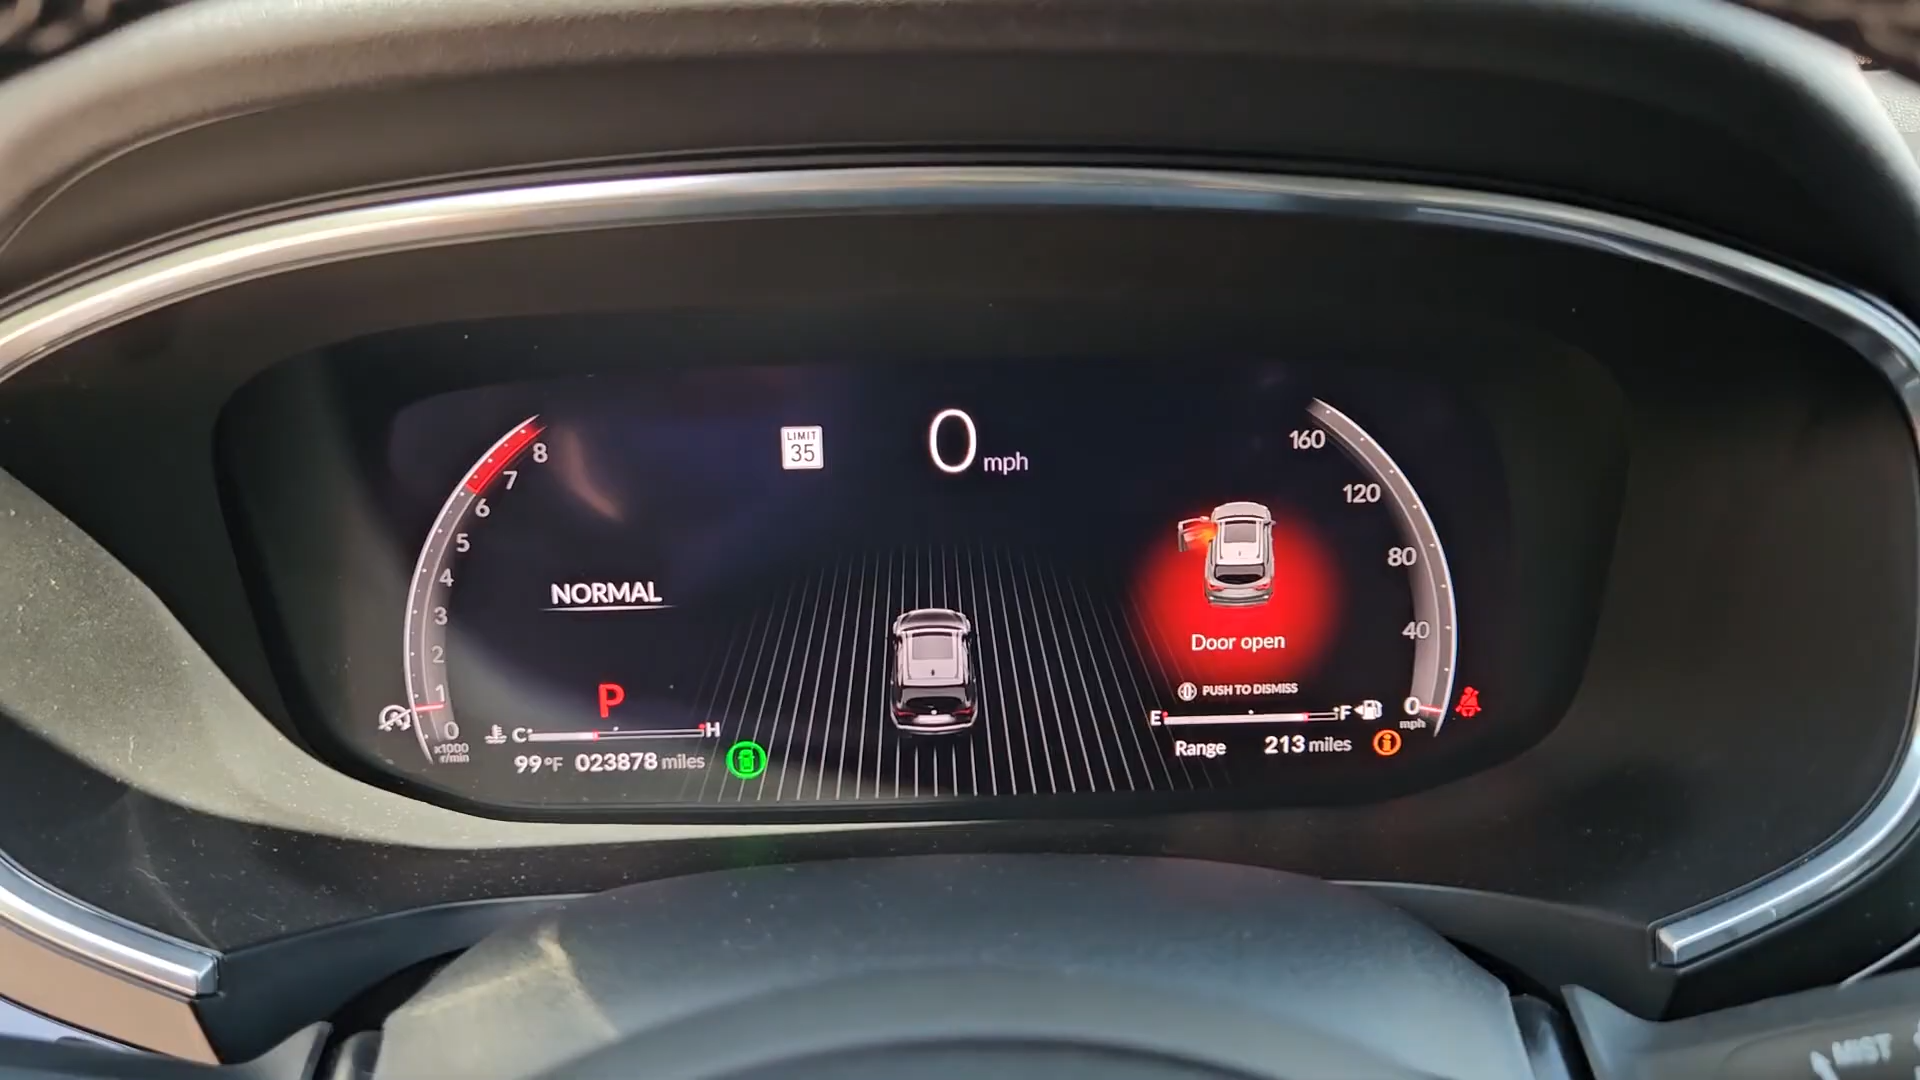 LIMIT
35
0 mph
8
7
6
5
4
3
2
1
0
x1000
r/min
NORMAL
P
C H
99°F 023878 miles
160
120
80
40
0
mph
Door open
PUSH TO DISMISS
E F
Range 213 miles
MIST